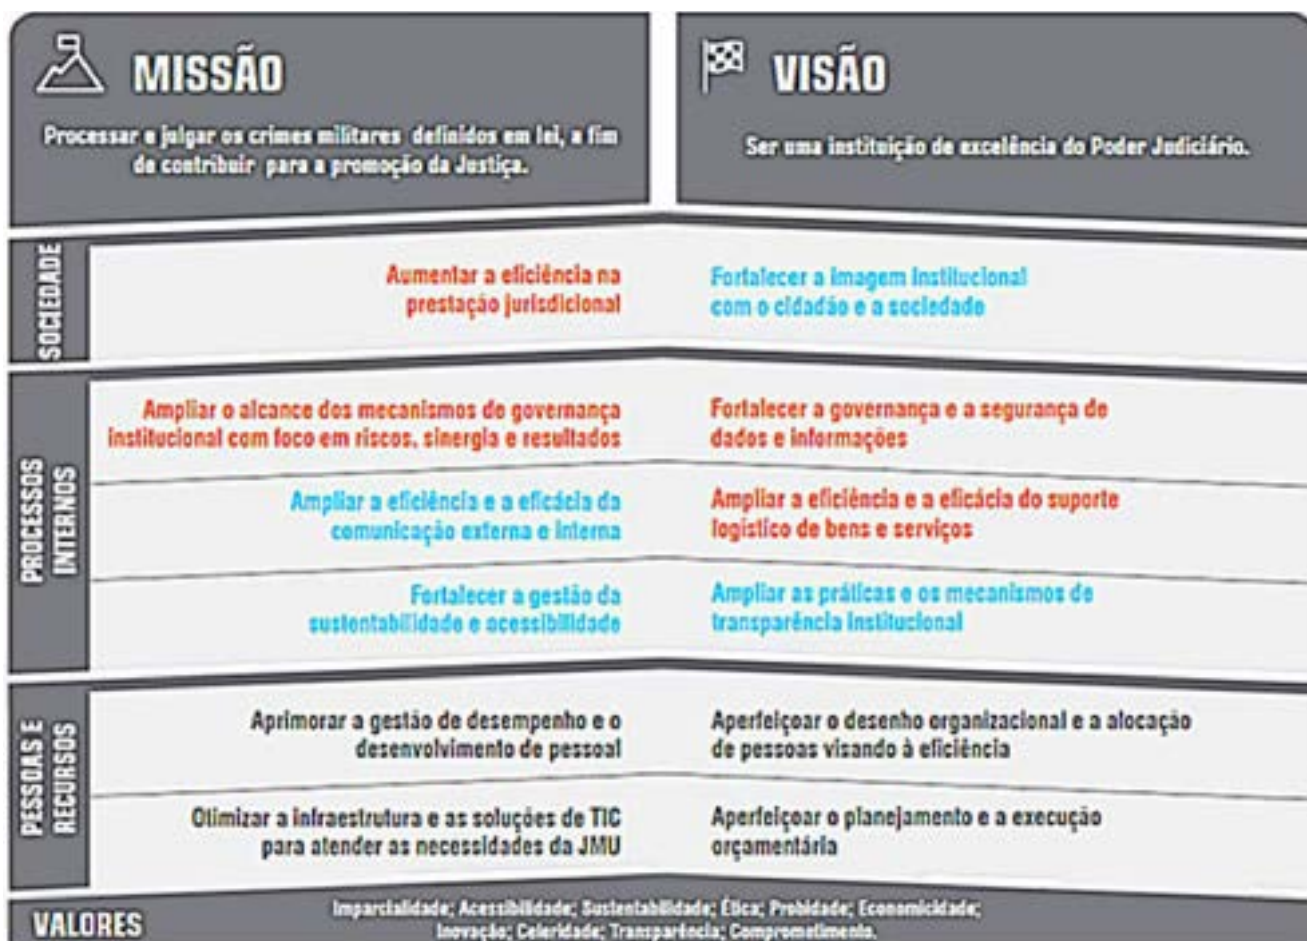 MISSÃO
Processar e julgar os crimes militares definidos em lei, a fim
de contribuir para a promoção da Justiça.
VISÃO
Ser uma instituição de excelência do Poder Judiciário.
SOCIEDADE
Aumentar a eficiência na
prestação jurisdicional
Fortalecer a imagem institucional
com o cidadão e a sociedade
PROCESSOS
INTERNOS
Ampliar o alcance dos mecanismos de governança
institucional com foco em riscos, sinergia e resultados
Fortalecer a governança e a segurança de
dados e informações
Ampliar a eficiência e a eficácia da
comunicação externa e interna
Ampliar a eficiência e a eficácia do suporte
logístico de bens e serviços
Fortalecer a gestão da
sustentabilidade e acessibilidade
Ampliar as práticas e os mecanismos de
transparência institucional
PESSOAS E
RECURSOS
Aprimorar a gestão de desempenho e o
desenvolvimento de pessoal
Aperfeiçoar o desenho organizacional e a alocação
de pessoas visando à eficiência
Otimizar a infraestrutura e as soluções de TIC
para atender as necessidades da JMU
Aperfeiçoar o planejamento e a execução
orçamentária
VALORES
Imparcialidade; Acessibilidade; Sustentabilidade; Ética; Probidade; Economicidade;
Inovação; Celeridade; Transparência; Comprometimento.